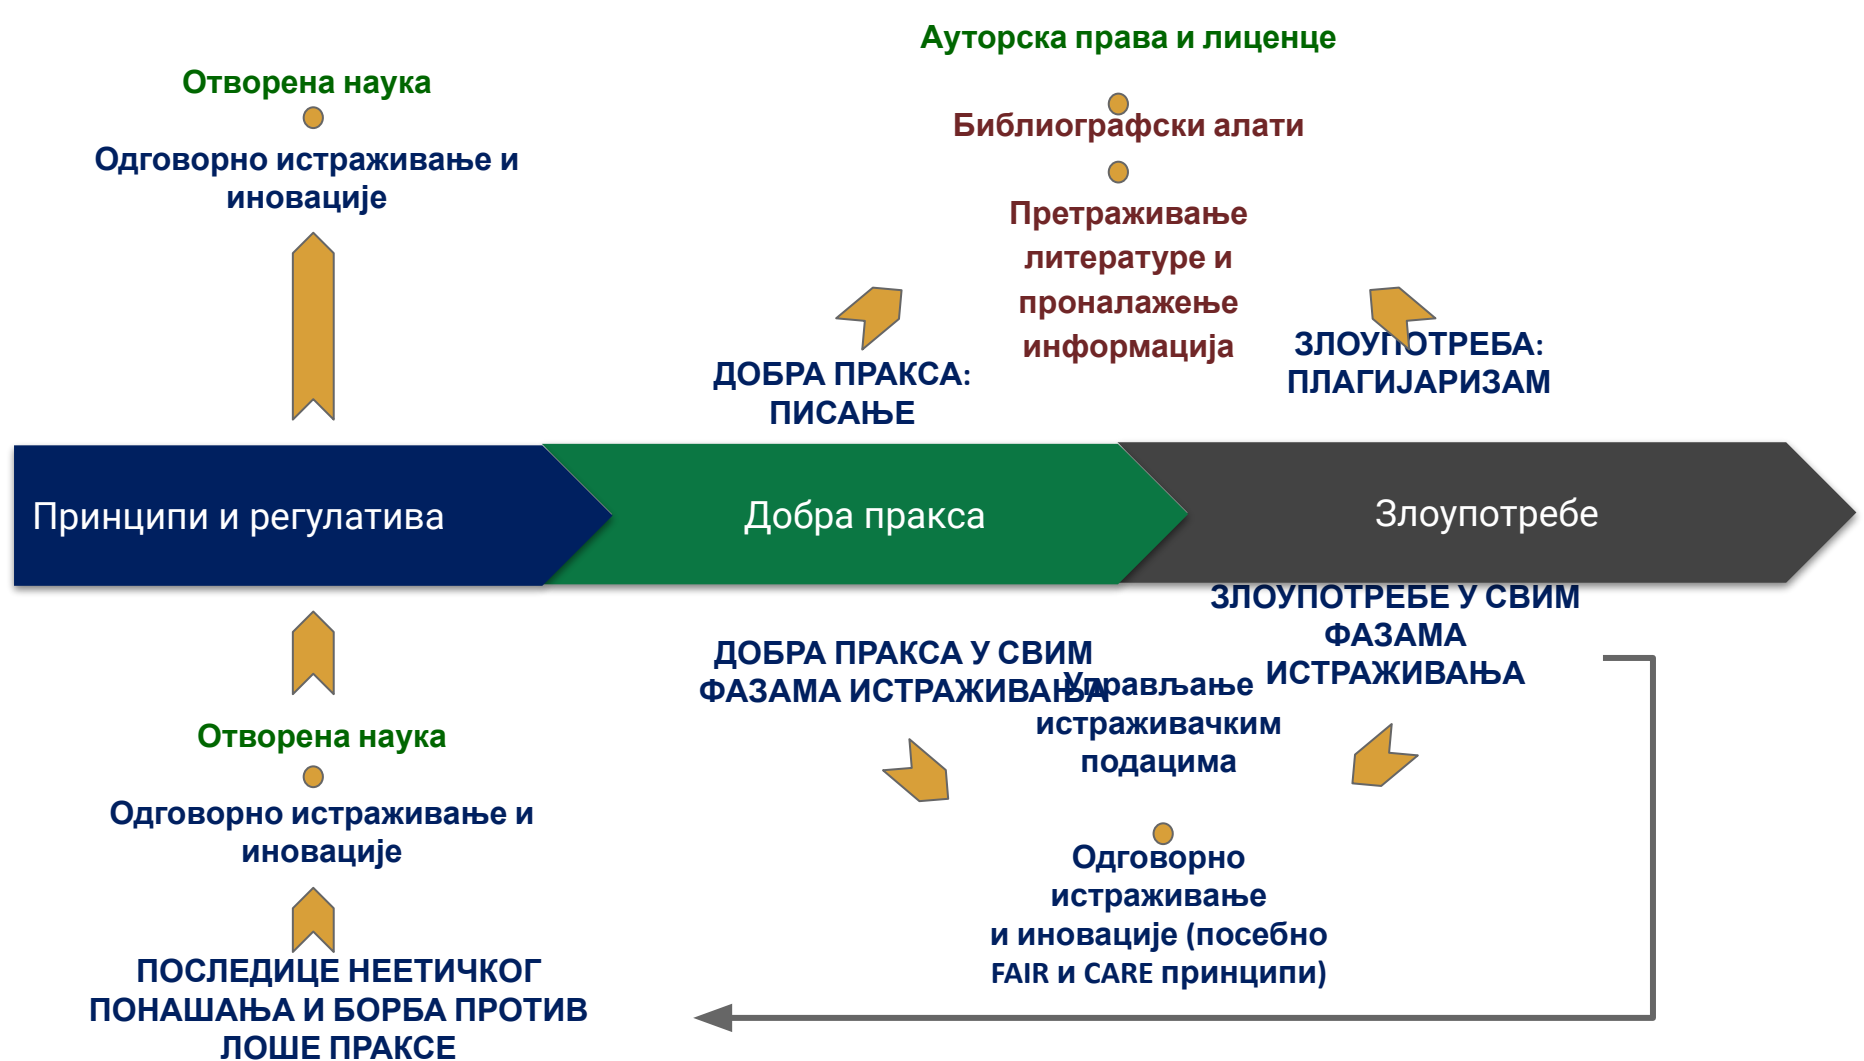 Ауторска права и лиценце
Отворена наука
Библиографски алати
Одговорно истраживање и
иновације
Претраживање
литературе и
проналажење
информација
ДОБРА ПРАКСА:
ПИСАЊЕ
ЗЛОУПОТРЕБА:
ПЛАГИЈАРИЗАМ
Принципи и регулатива
Добра пракса
Злоупотребе
ДОБРА ПРАКСА У СВИМ
ФАЗАМА ИСТРАЖИВАЊА
ЗЛОУПОТРЕБЕ У СВИМ
ФАЗАМА
ИСТРАЖИВАЊА
Управљање
истраживачким
подацима
Отворена наука
Одговорно истраживање и
иновације
Одговорно
истраживање
и иновације (посебно
FAIR и CARE принципи)
ПОСЛЕДИЦЕ НЕЕТИЧКОГ
ПОНАШАЊА И БОРБА ПРОТИВ
ЛОШЕ ПРАКСЕ